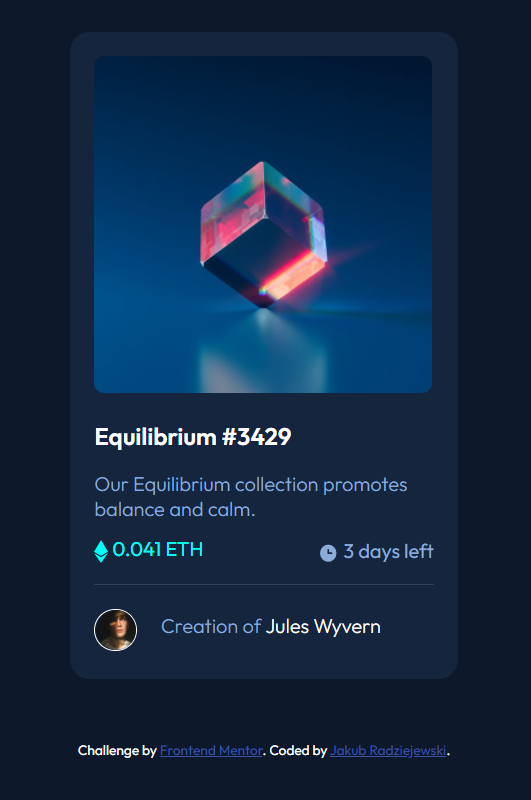 Equilibrium #3429
Our Equilibrium collection promotes
balance and calm.
0.041 ETH
3 days left
Creation of Jules Wyvern
Challenge by Frontend Mentor. Coded by Jakub Radziejewski.